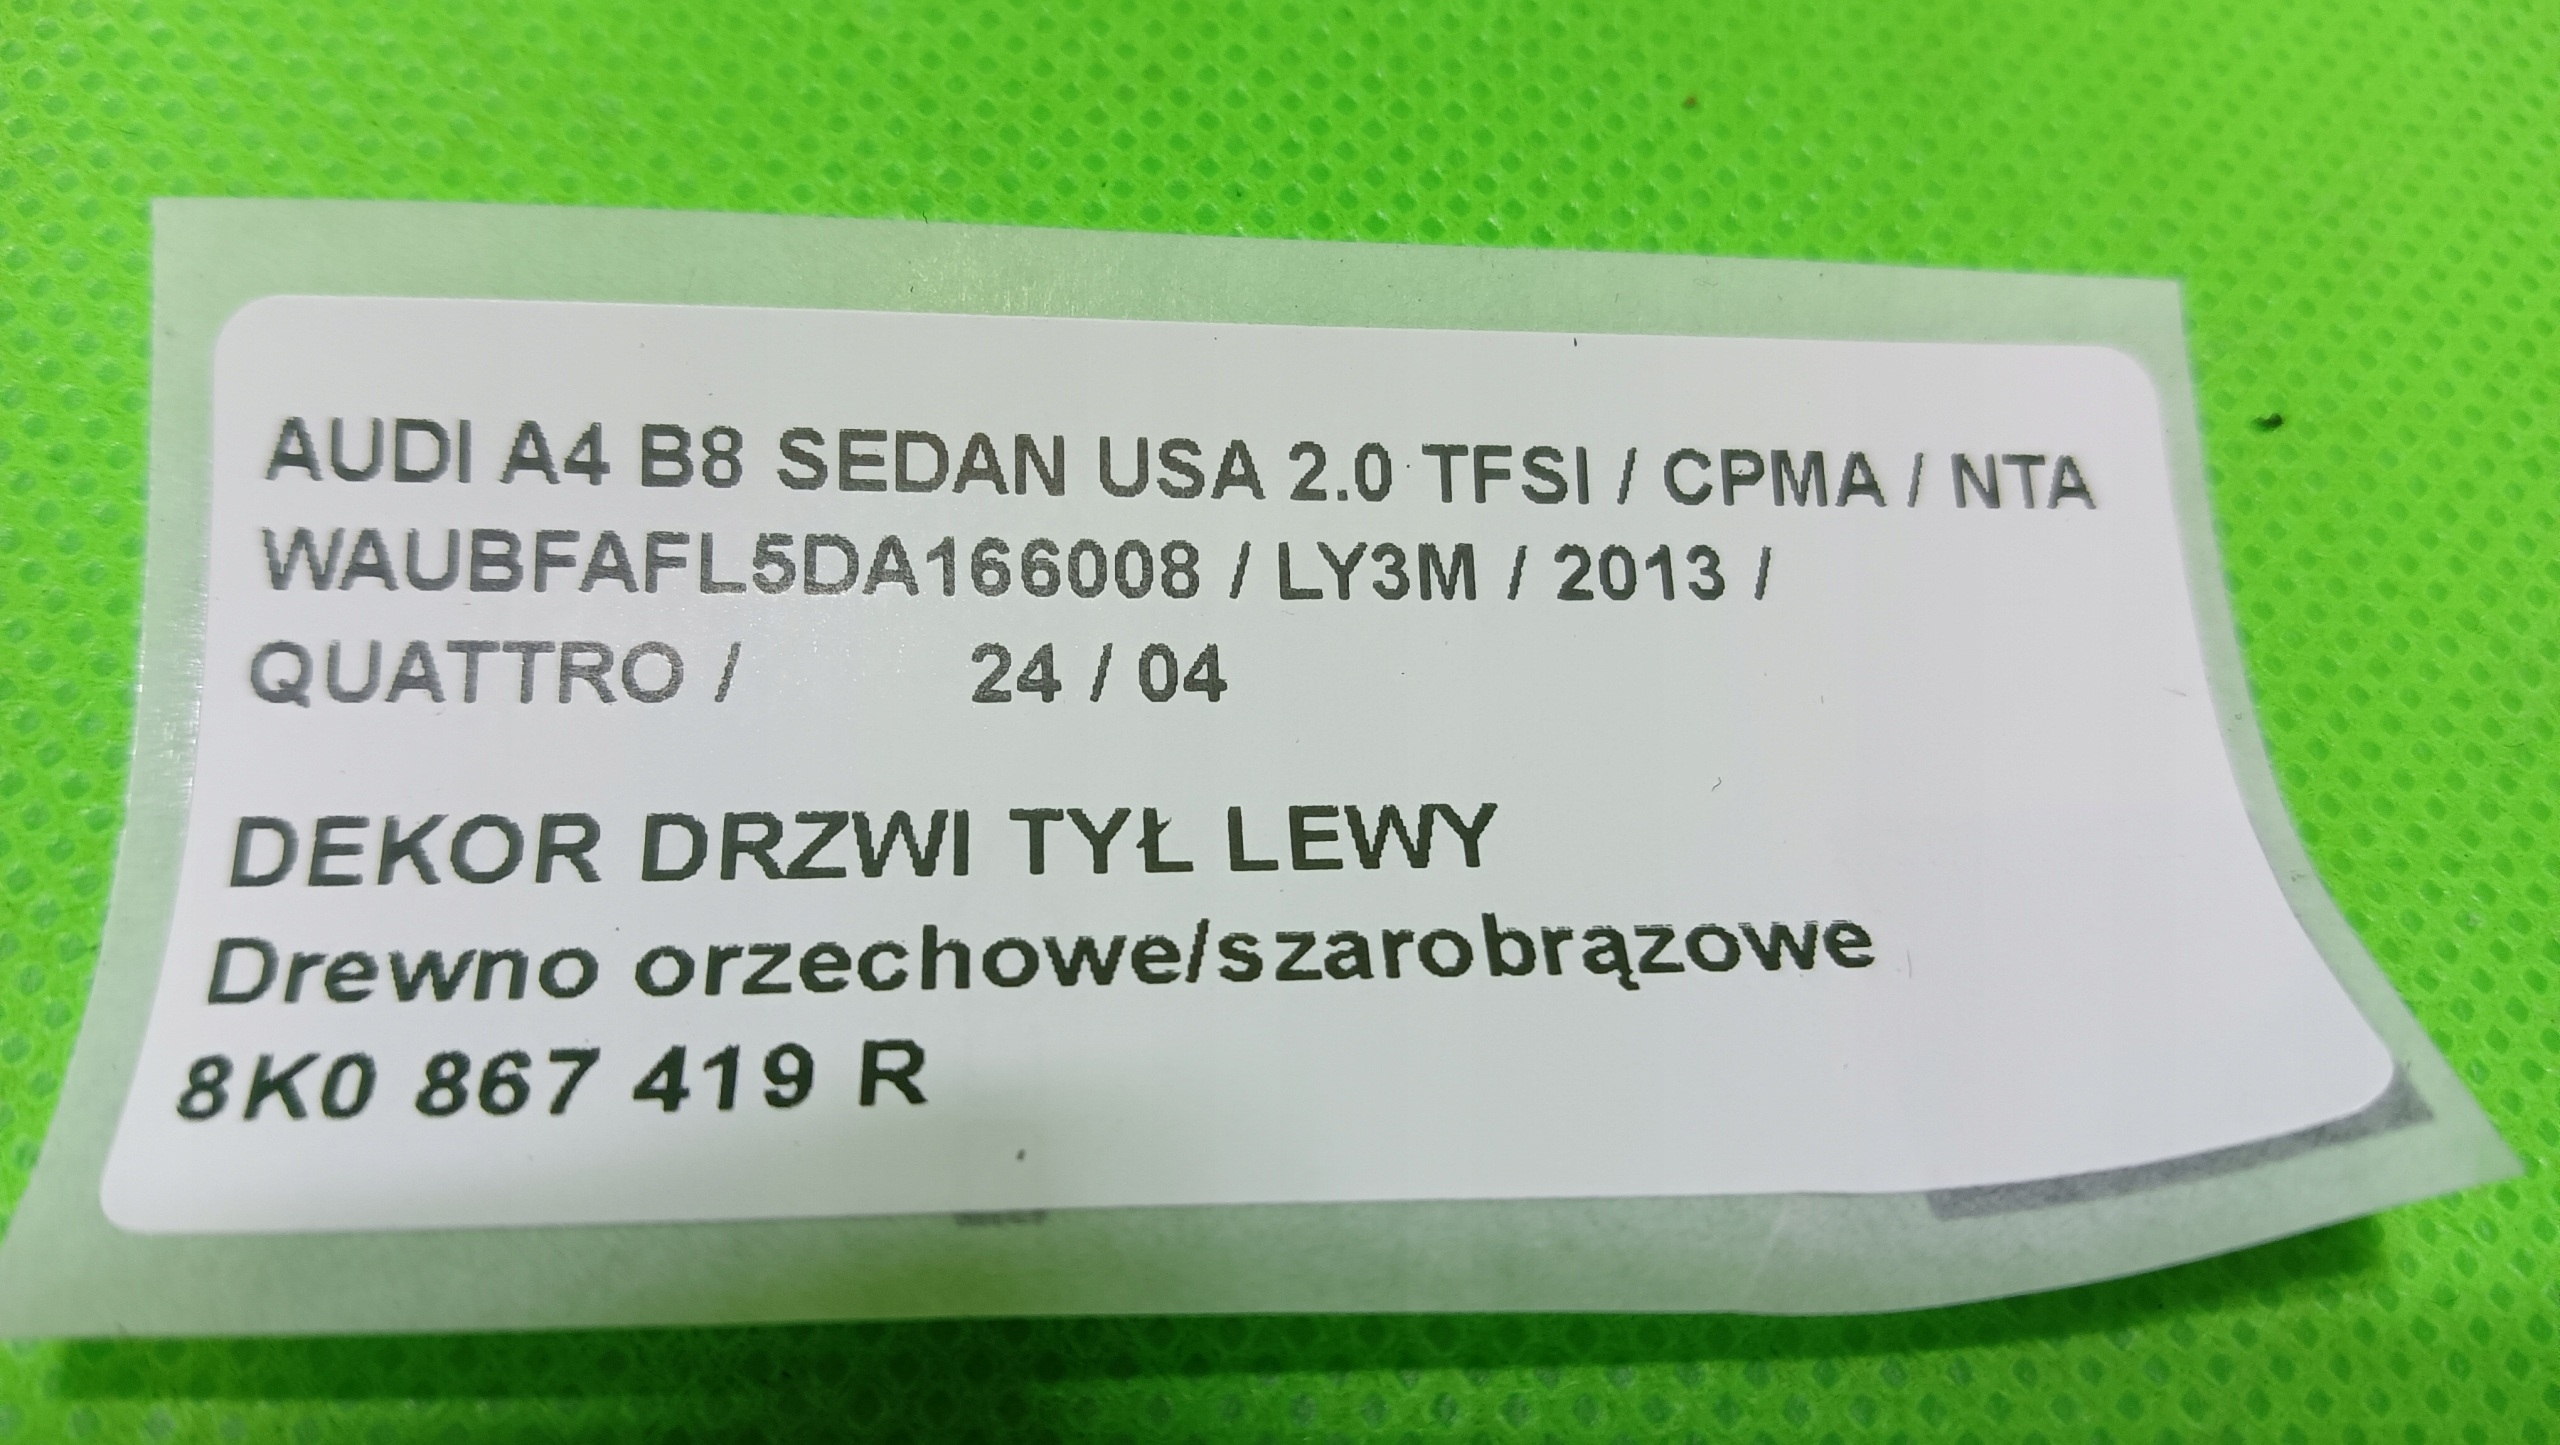 AUDI A4 B8 SEDAN USA 2.0 TFSI / CPMA / NTA
WAUBFAFL5DA166008 / LY3M / 2013 /
QUATTRO / 24 / 04
DEKOR DRZWI TYŁ LEWY
Drewno orzechowe/szarobrązowe
8K0 867 419 R